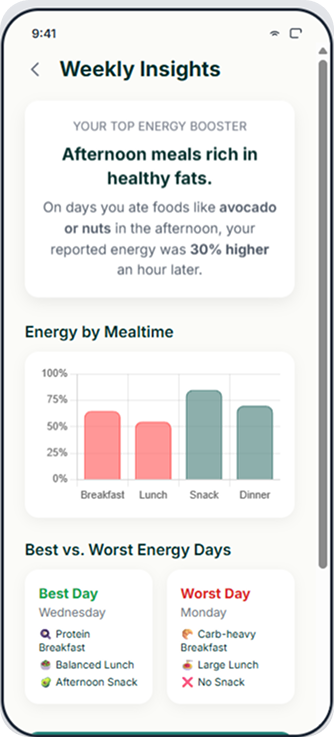 9:41
Weekly Insights
YOUR TOP ENERGY BOOSTER
Afternoon meals rich in
healthy fats.
On days you ate foods like avocado
or nuts in the afternoon, your
reported energy was 30% higher
an hour later.
Energy by Mealtime
100%
75%
50%
25%
0%
Breakfast Lunch Snack Dinner
Best vs. Worst Energy Days
Best Day
Wednesday
Protein
Breakfast
Balanced Lunch
Afternoon Snack
Worst Day
Monday
Carb-heavy
Breakfast
Large Lunch
No Snack